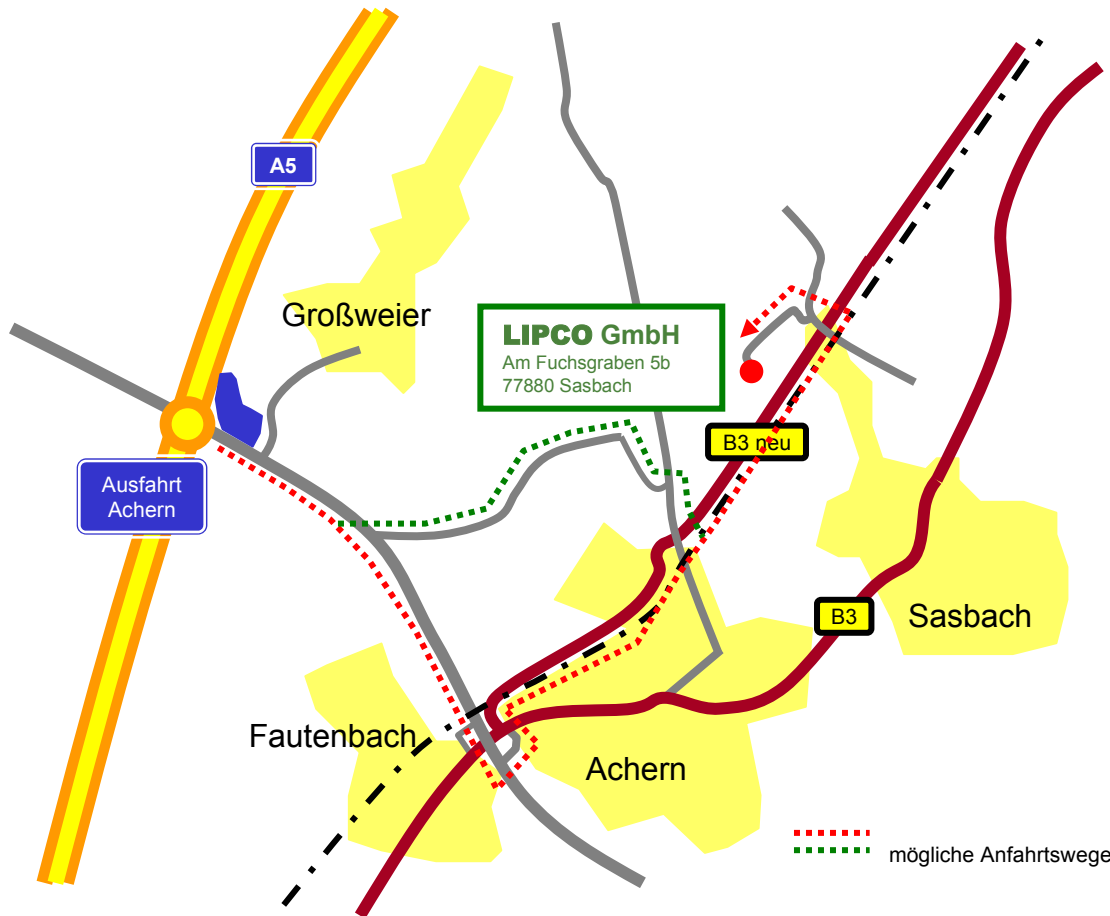 A5
Großweier
LIPCO GmbH
Am Fuchsgraben 5b
77880 Sasbach
B3 neu
Ausfahrt
Achern
B3
Sasbach
Fautenbach
Achern
mögliche Anfahrtswege